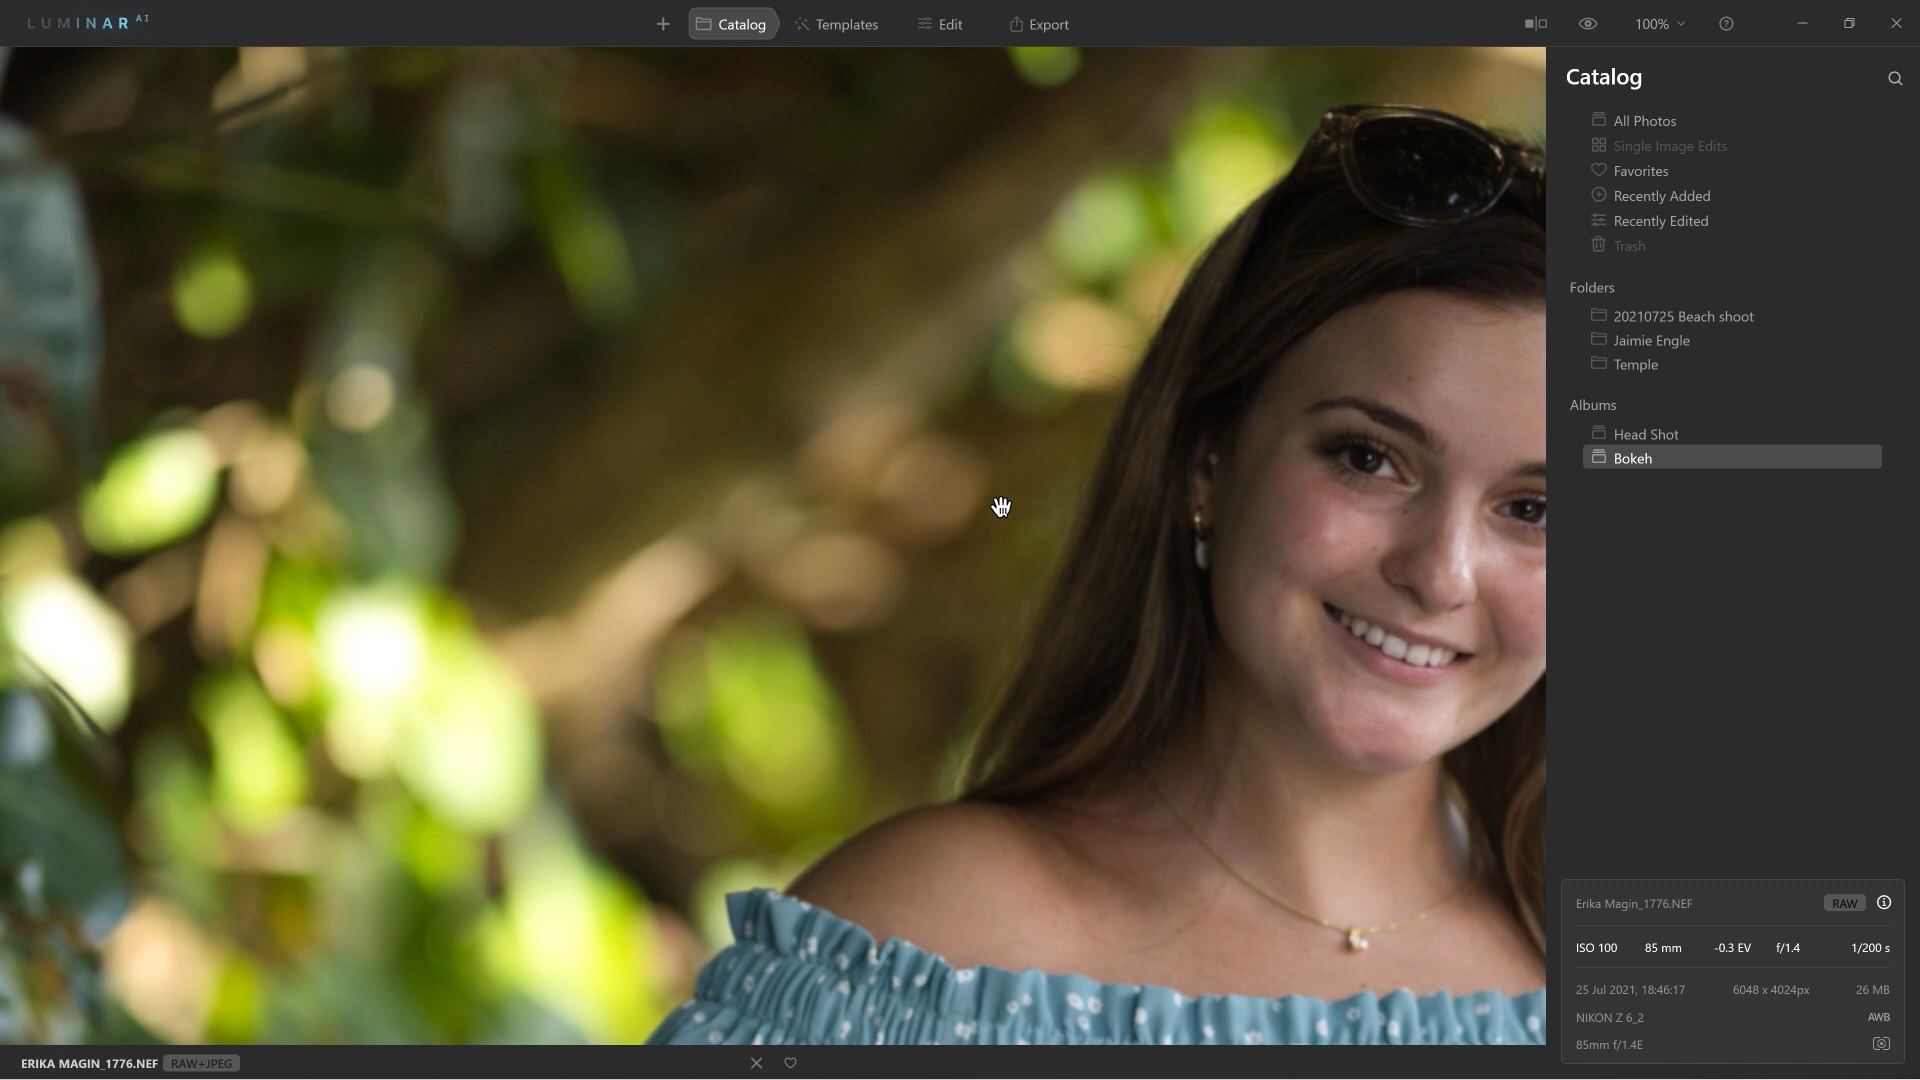 LUMINAR AI
Catalog Templates Edit Export
100%
Catalog
All Photos
Single Image Edits
Favorites
Recently Added
Recently Edited
Trash
Folders
20210725 Beach shoot
Jaimie Engle
Temple
Albums
Head Shot
Bokeh
Erika Magin_1776.NEF RAW
ISO 100 85 mm -0.3 EV f/1.4 1/200 s
25 Jul 2021, 18:46:17 6048 x 4024px 26 MB
NIKON Z 6_2 AWB
85mm f/1.4E
ERIKA MAGIN_1776.NEF RAW+JPEG